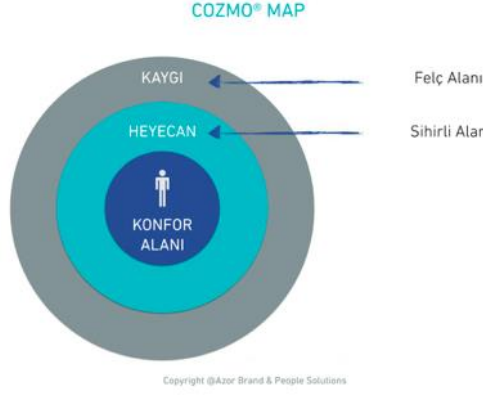 COZMO® MAP
KAYGI
Felç Alanı
HEYECAN
Sihirli Alan
KONFOR
ALANI
Copyright @Azor Brand & People Solutions